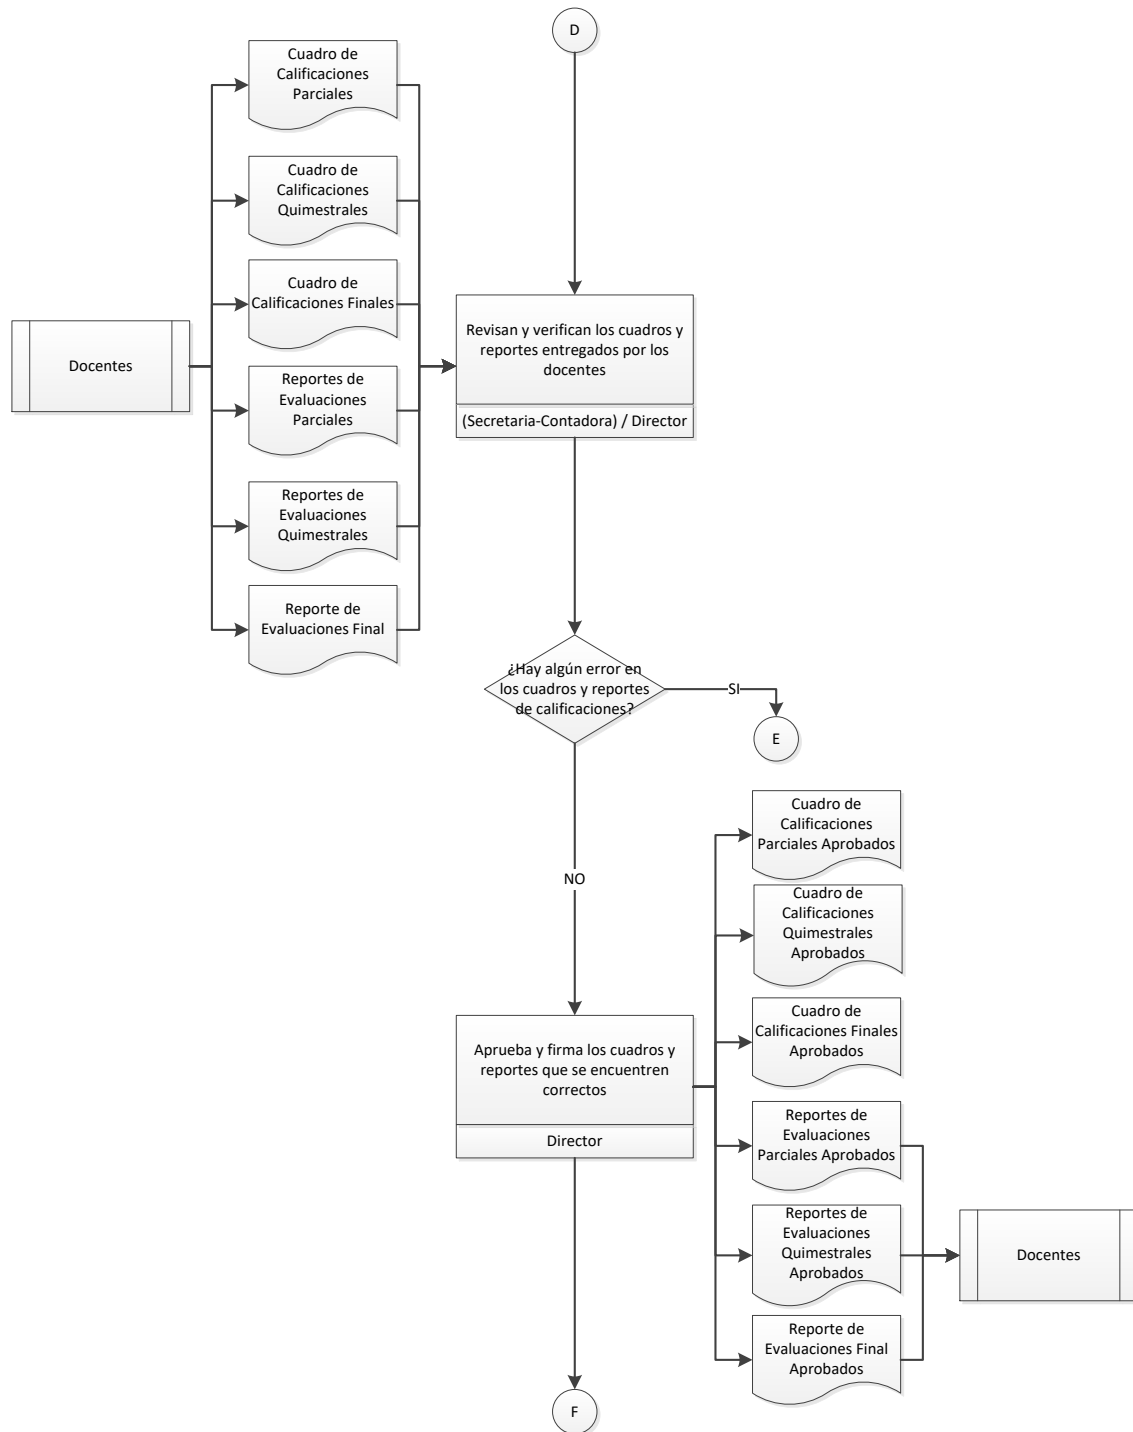 D
Cuadro de
Calificaciones
Parciales
Cuadro de
Calificaciones
Quimestrales
Cuadro de
Calificaciones Finales
Docentes
Revisan y verifican los cuadros y
reportes entregados por los
docentes
(Secretaria-Contadora) / Director
Reportes de
Evaluaciones
Parciales
Reportes de
Evaluaciones
Quimestrales
Reporte de
Evaluaciones Final
¿Hay algún error en
los cuadros y reportes
de calificaciones?
SI
E
NO
Cuadro de
Calificaciones
Parciales Aprobados
Cuadro de
Calificaciones
Quimestrales
Aprobados
Cuadro de
Calificaciones Finales
Aprobados
Aprueba y firma los cuadros y
reportes que se encuentren
correctos
Director
Reportes de
Evaluaciones
Parciales Aprobados
Reportes de
Evaluaciones
Quimestrales
Aprobados
Docentes
Reporte de
Evaluaciones Final
Aprobados
F